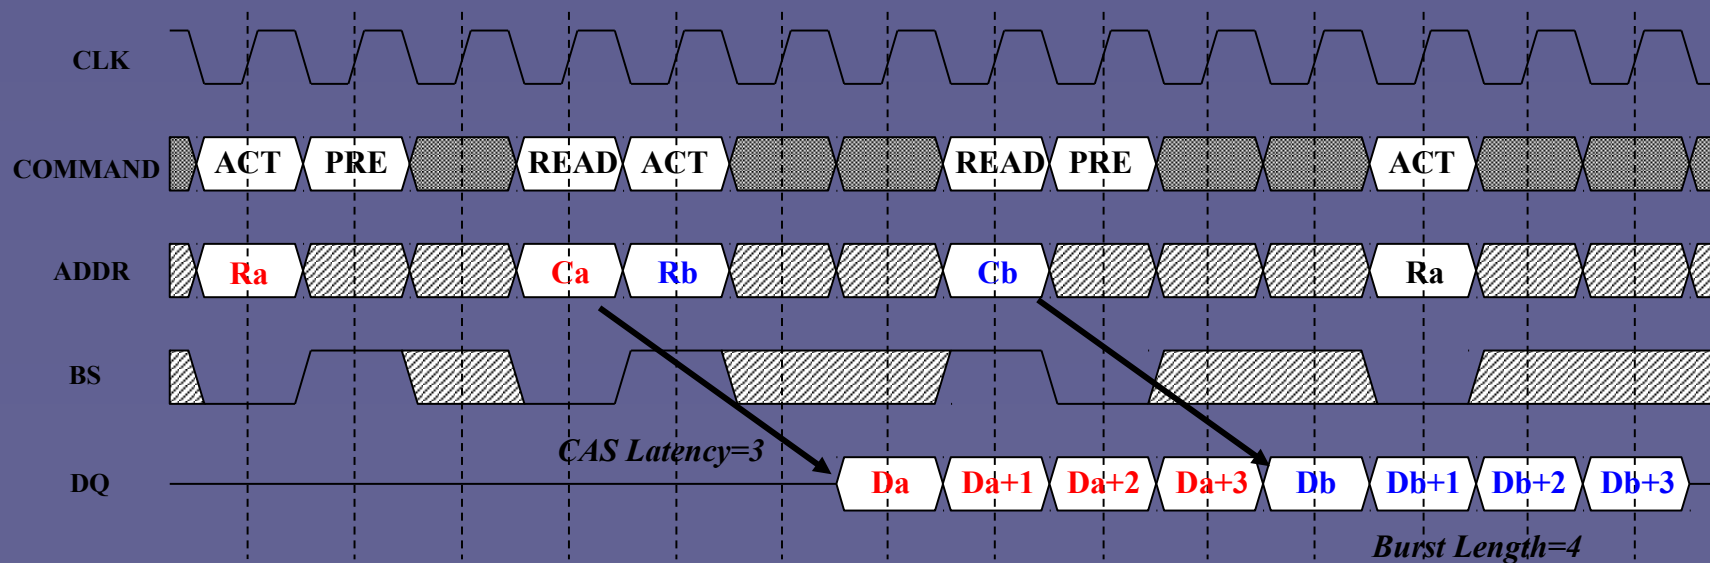 CLK
COMMAND ACT PRE READ ACT READ PRE ACT
ADDR Ra Ca Rb Cb Ra
BS
CAS Latency=3
DQ Da Da+1 Da+2 Da+3 Db Db+1 Db+2 Db+3
Burst Length=4